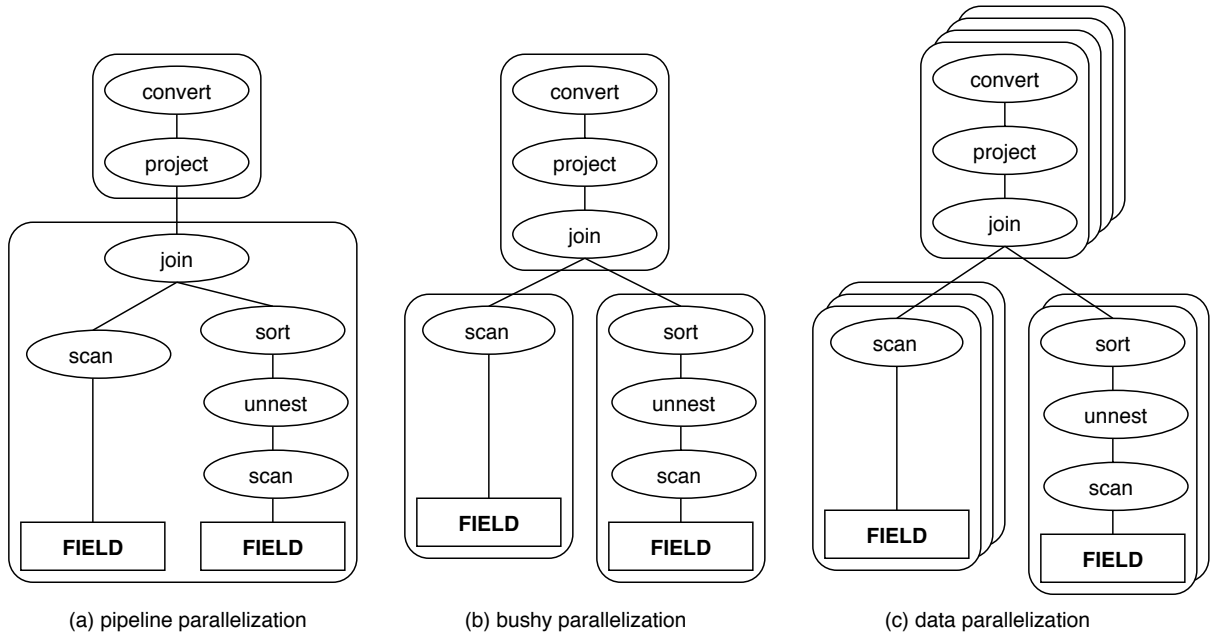 convert
project
join
scan
sort
unnest
scan
FIELD
FIELD
(a) pipeline parallelization
convert
project
join
scan
sort
unnest
scan
FIELD
FIELD
(b) bushy parallelization
convert
project
join
scan
sort
unnest
scan
FIELD
FIELD
(c) data parallelization